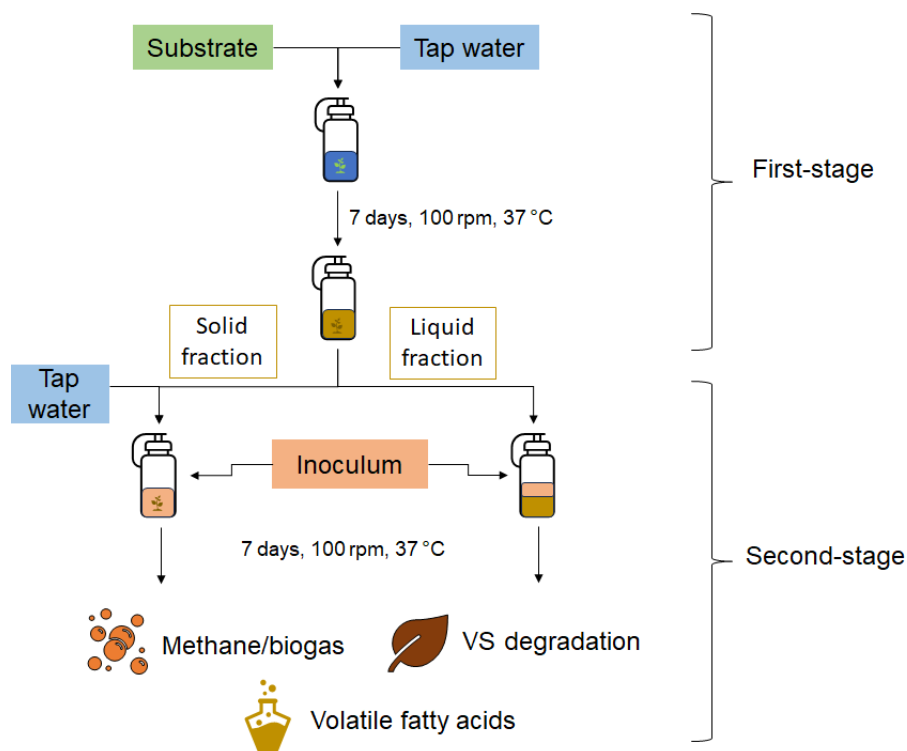 Substrate
Tap water
First-stage
7 days, 100 rpm, 37 °C
Solid
fraction
Liquid
fraction
Tap
water
Inoculum
7 days, 100 rpm, 37 °C
Second-stage
Methane/biogas
VS degradation
Volatile fatty acids